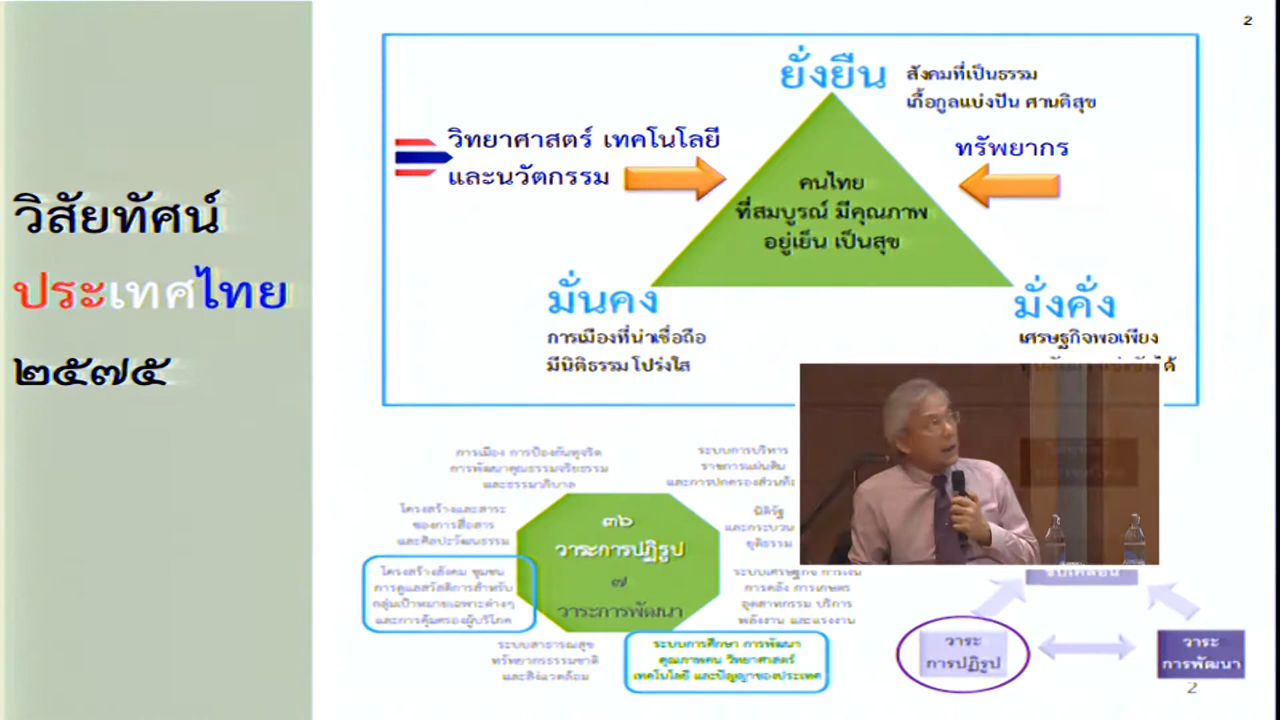 2
วิสัยทัศน์
ประเทศไทย
๒๕๗๕
ยั่งยืน
สังคมที่เป็นธรรม
เกื้อกูลแบ่งปัน ศานติสุข
วิทยาศาสตร์ เทคโนโลยี
และนวัตกรรม
ทรัพยากร
คนไทย
ที่สมบูรณ์ มีคุณภาพ
อยู่เย็น เป็นสุข
มั่นคง
การเมืองที่น่าเชื่อถือ
มีนิติธรรม โปร่งใส
มั่งคั่ง
เศรษฐกิจพอเพียง
การเมือง การป้องกันทุจริต
การพัฒนาคุณธรรมจริยธรรม
และธรรมาภิบาล
ระบบการบริหาร
ราชการแผ่นดิน
โครงสร้างและสาระ
ของการสื่อสาร
และศิลปะวัฒนธรรม
นิติรัฐ
ยุติธรรม
๓๖
วาระการปฏิรูป
๗
วาระการพัฒนา
โครงสร้างสังคม ชุมชน
การดูแลสวัสดิการสำหรับ
กลุ่มเป้าหมายเฉพาะต่างๆ
และการคุ้มครองผู้บริโภค
ระบบเศรษฐกิจ การเงิน
การคลัง การเกษตร
อุตสาหกรรม บริการ
พลังงาน และแรงงาน
ระบบสาธารณสุข
ทรัพยากรธรรมชาติ
และสิ่งแวดล้อม
ระบบการศึกษา การพัฒนา
คุณภาพคน วิทยาศาสตร์
เทคโนโลยี และปัญญาของประเทศ
วาระ
การปฏิรูป
วาระ
การพัฒนา
2